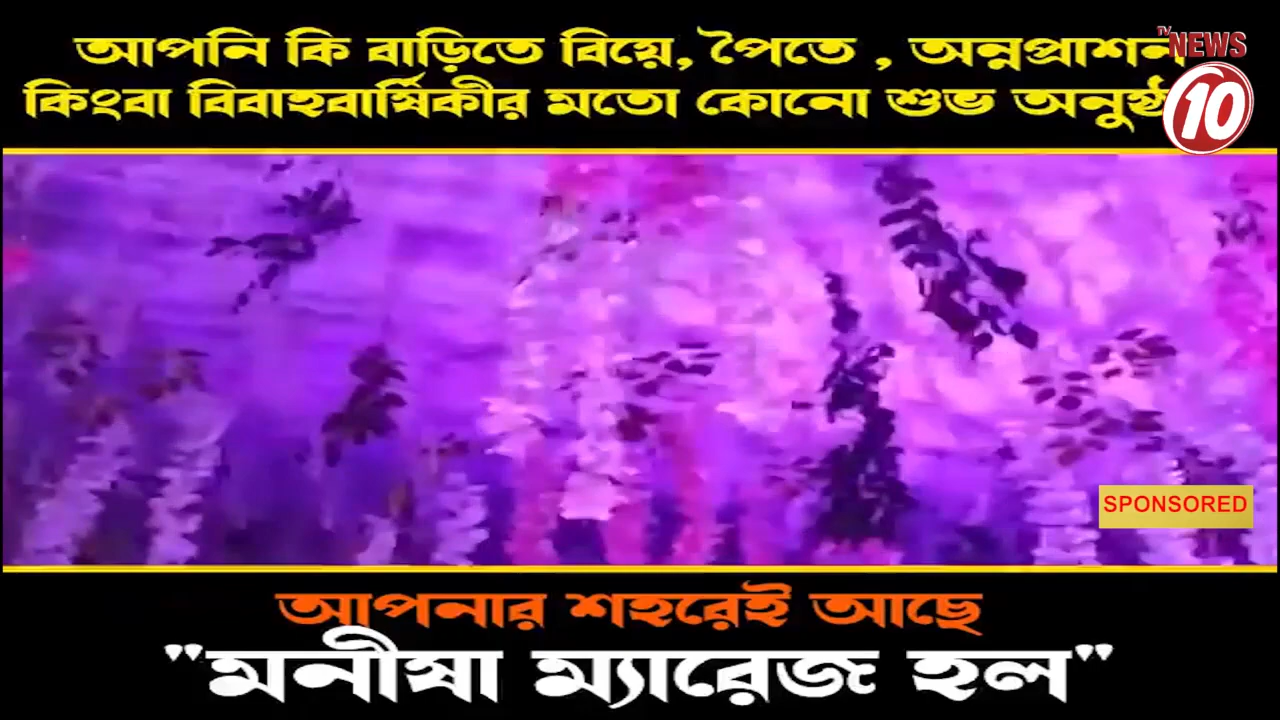 আপনি কি বাড়িতে বিয়ে, পৈতে , অন্নপ্রাশন
TV NEWS
কিংবা বিবাহবার্ষিকীর মতো কোনো শুভ
10
SPONSORED
আপনার শহরেই আছে
"মনীষা ম্যারেজ হল"